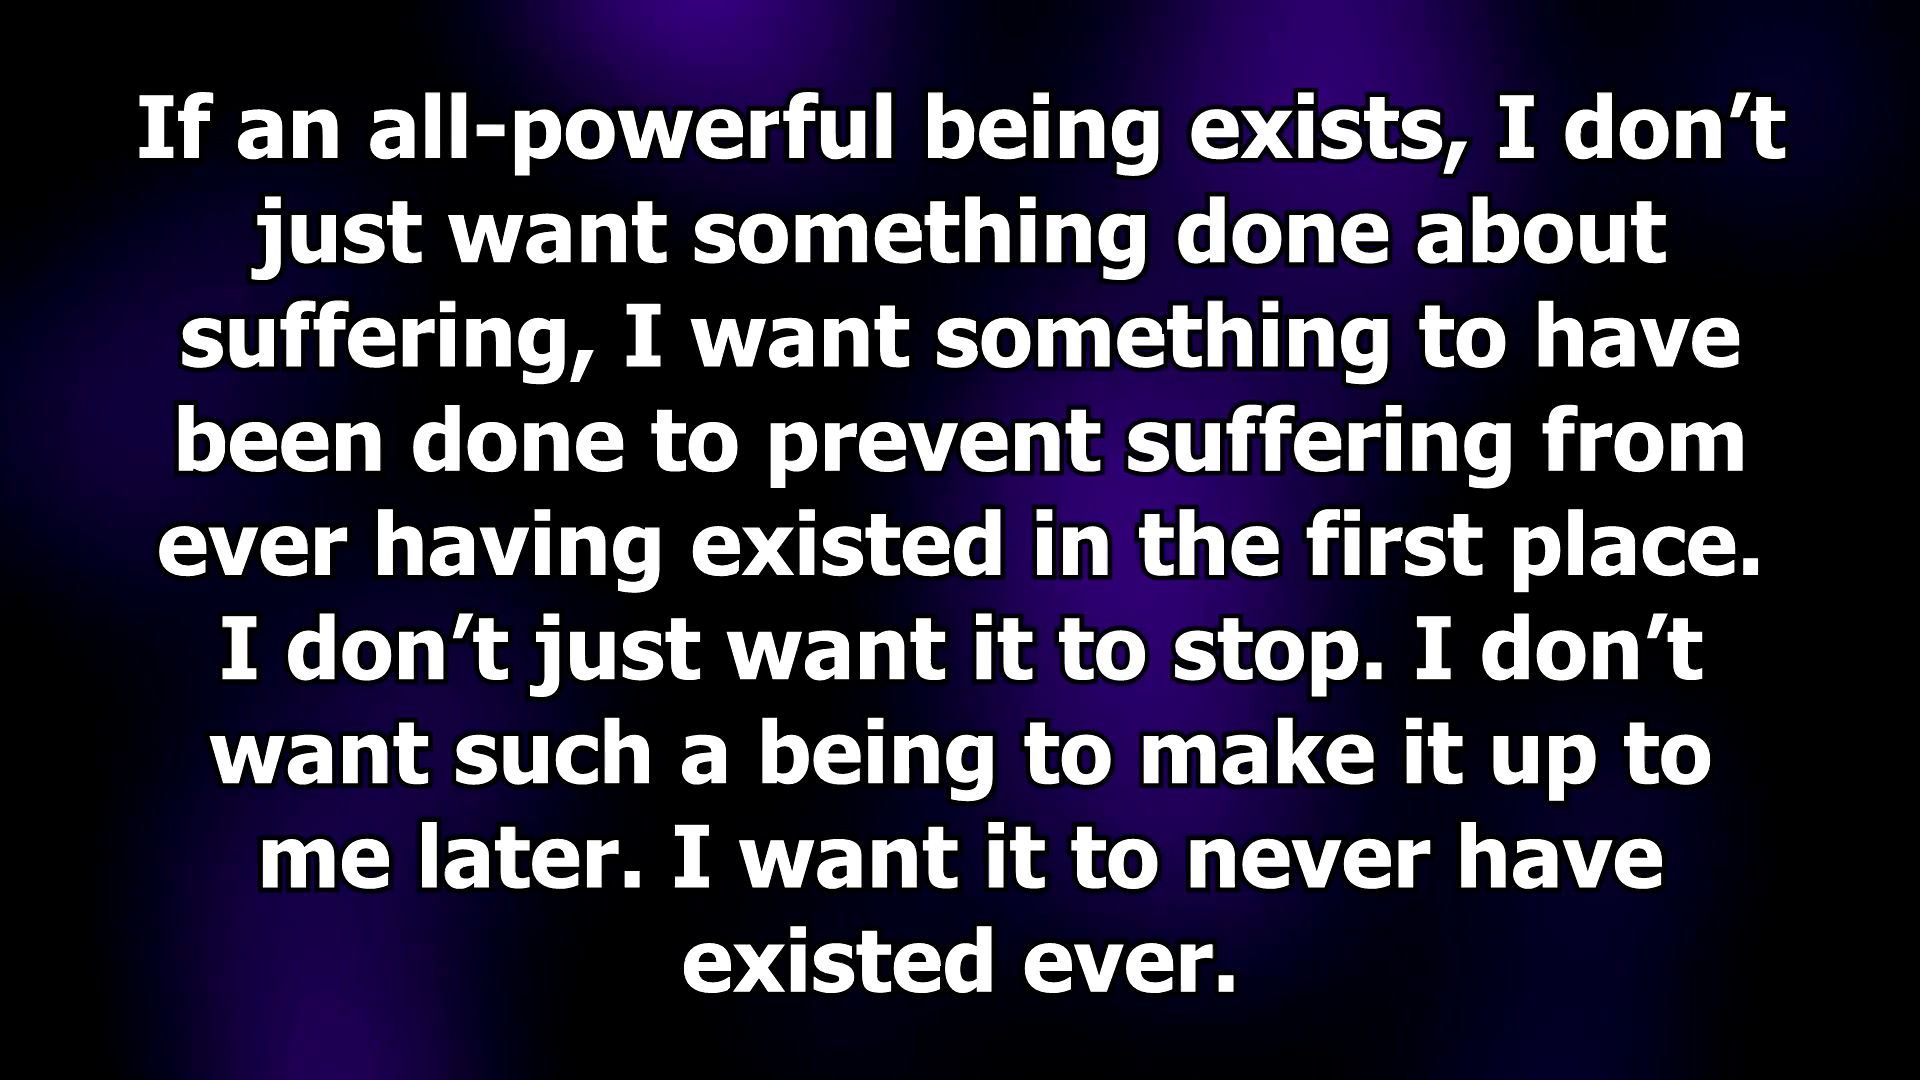 If an all-powerful being exists, I don’t
just want something done about
suffering, I want something to have
been done to prevent suffering from
ever having existed in the first place.
I don’t just want it to stop. I don’t
want such a being to make it up to
me later. I want it to never have
existed ever.